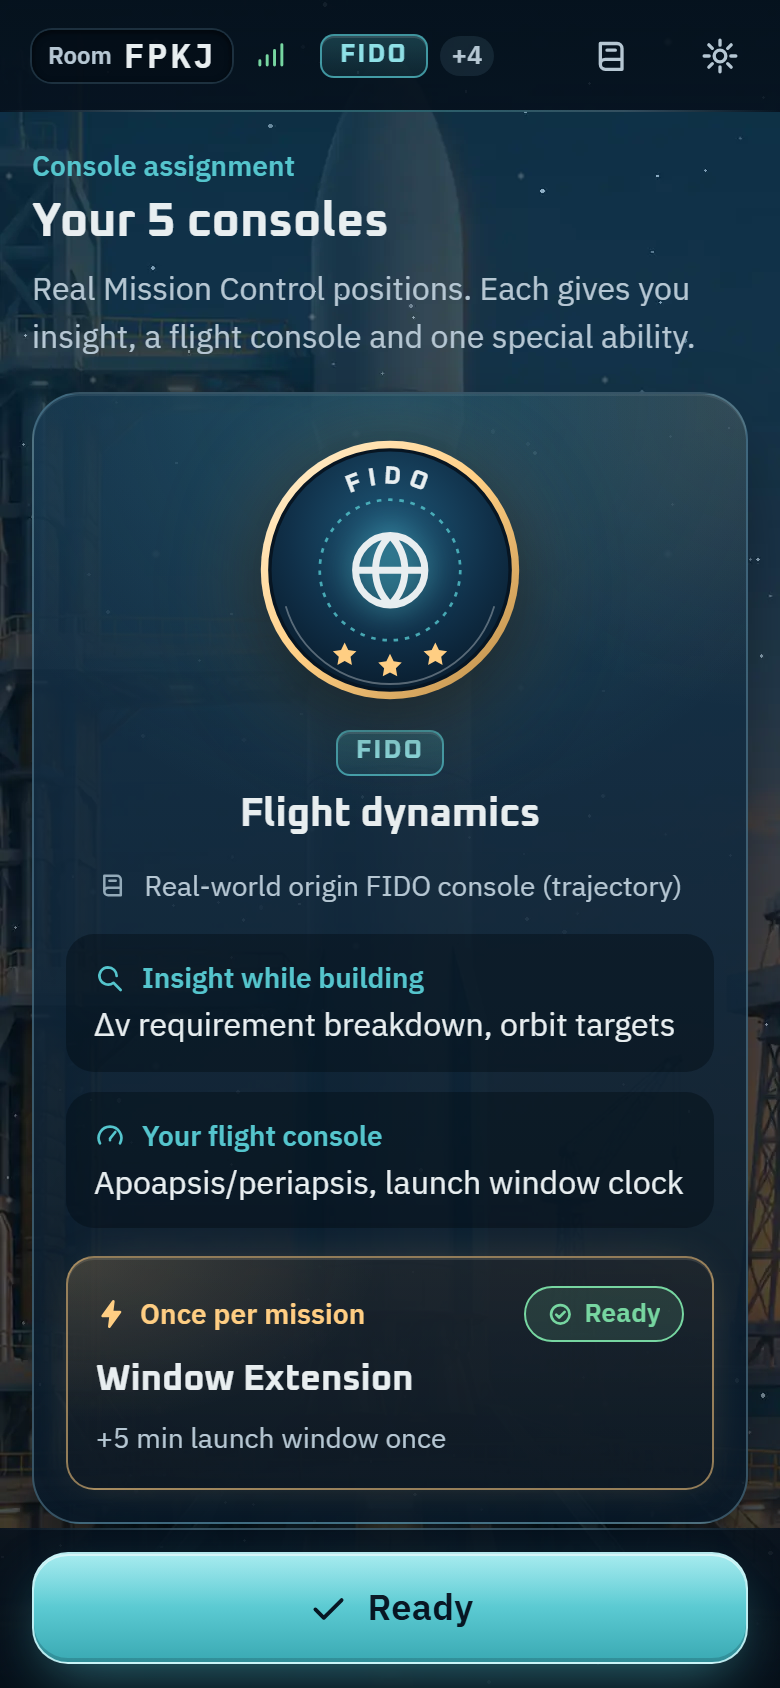 Room FPKJ FIDO +4
Console assignment
Your 5 consoles
Real Mission Control positions. Each gives you
insight, a flight console and one special ability.
FIDO
FIDO
Flight dynamics
Real-world origin FIDO console (trajectory)
Insight while building
Δv requirement breakdown, orbit targets
Your flight console
Apoapsis/periapsis, launch window clock
Once per mission Ready
Window Extension
+5 min launch window once
Ready